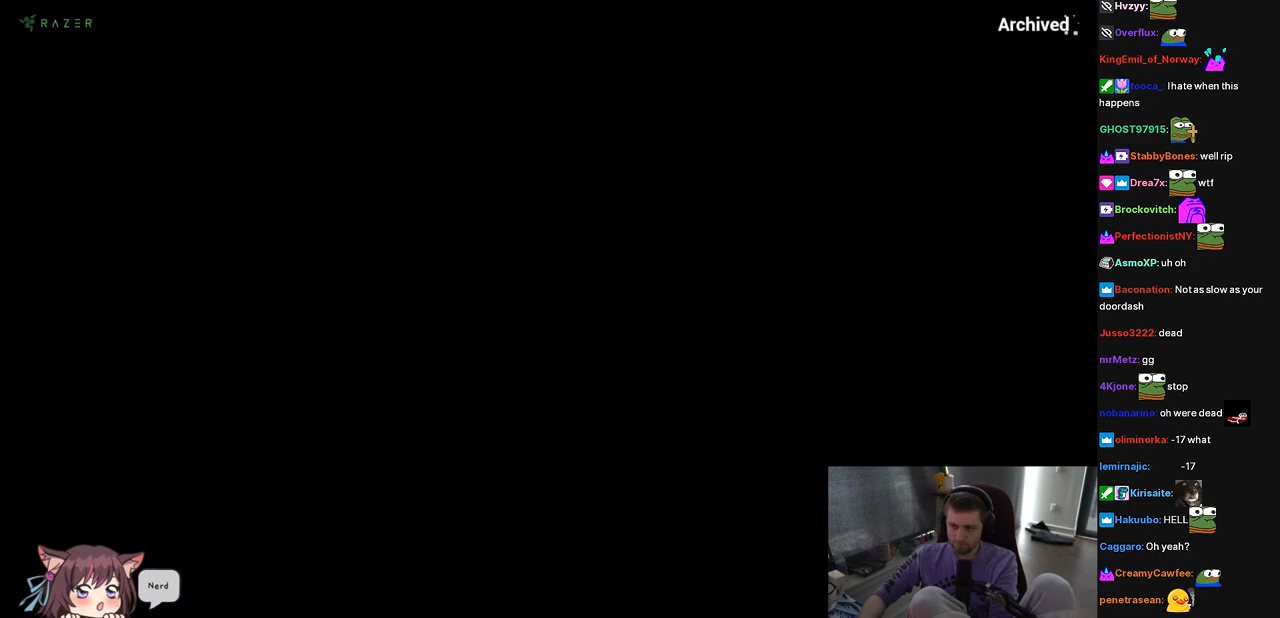 RAZER
Archived
Hvzyy:
0verflux:
KingEmil_of_Norway:
tooca_: I hate when this
happens
GHOST97915:
StabbyBones: well rip
Drea7x: wtf
Brockovitch:
PerfectionistNY:
AsmoXP: uh oh
Baconation: Not as slow as your
doordash
Jusso3222: dead
mrMetz: gg
4Kjone: stop
nobanarino: oh were dead
oliminorka: -17 what
lemirnajic: -17
Kirisaite:
Hakuubo: HELL
Caggaro: Oh yeah?
CreamyCawfee:
penetrasean:
Nerd